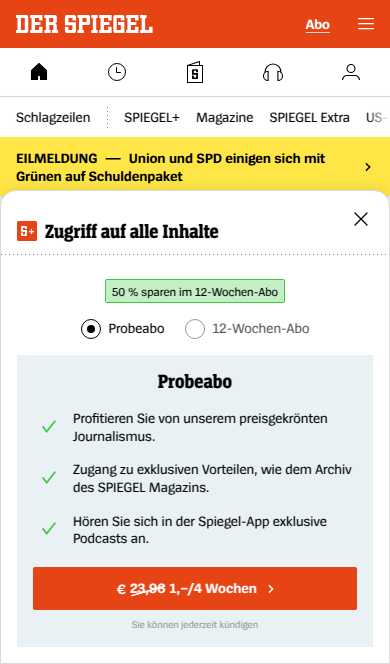 DER SPIEGEL
Abo
Schlagzeilen SPIEGEL+ Magazine SPIEGEL Extra US-
EILMELDUNG — Union und SPD einigen sich mit
Grünen auf Schuldenpaket
S+ Zugriff auf alle Inhalte
50 % sparen im 12-Wochen-Abo
Probeabo 12-Wochen-Abo
Probeabo
Profitieren Sie von unserem preisgekrönten
Journalismus.
Zugang zu exklusiven Vorteilen, wie dem Archiv
des SPIEGEL Magazins.
Hören Sie sich in der Spiegel-App exklusive
Podcasts an.
€ 23,96 1,–/4 Wochen
Sie können jederzeit kündigen